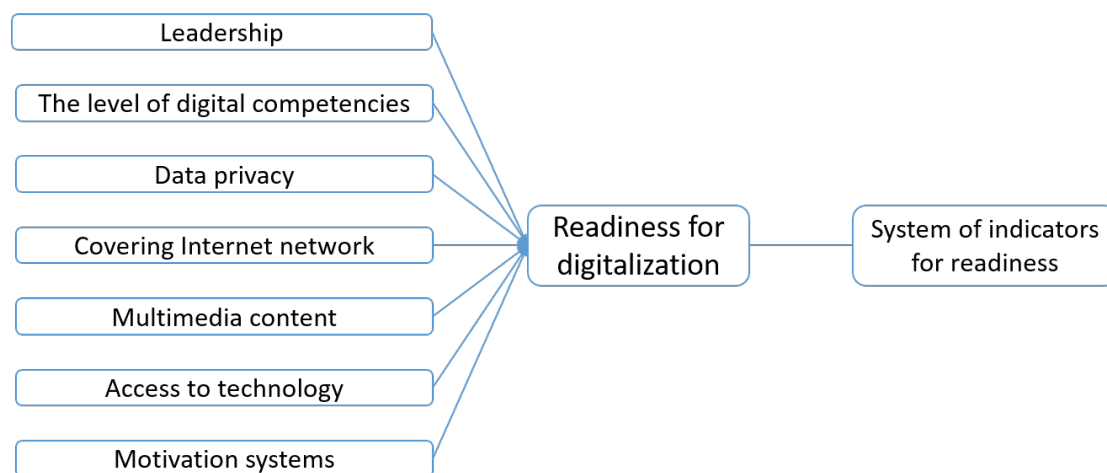 Leadership
The level of digital competencies
Data privacy
Covering Internet network
Multimedia content
Access to technology
Motivation systems
Readiness for
digitalization
System of indicators
for readiness